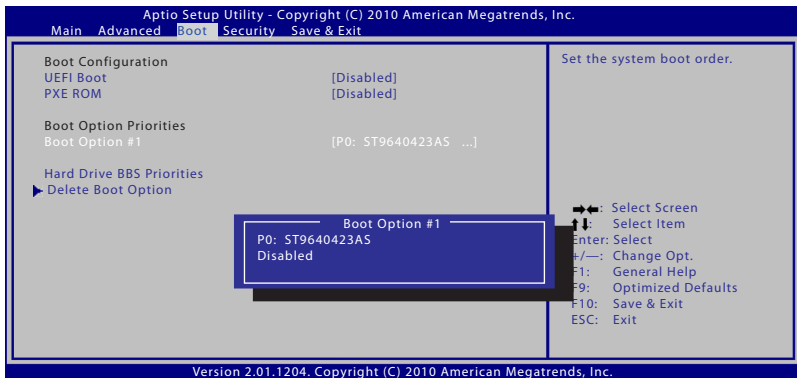 Aptio Setup Utility - Copyright (C) 2010 American Megatrends, Inc.
Main Advanced Boot Security Save & Exit
Boot Configuration
UEFI Boot [Disabled]
PXE ROM [Disabled]
Boot Option Priorities
Boot Option #1 [P0: ST9640423AS ...]
Hard Drive BBS Priorities
Delete Boot Option
Boot Option #1
P0: ST9640423AS
Disabled
Set the system boot order.
→←: Select Screen
↑↓: Select Item
Enter: Select
+/—: Change Opt.
F1: General Help
F9: Optimized Defaults
F10: Save & Exit
ESC: Exit
Version 2.01.1204. Copyright (C) 2010 American Megatrends, Inc.